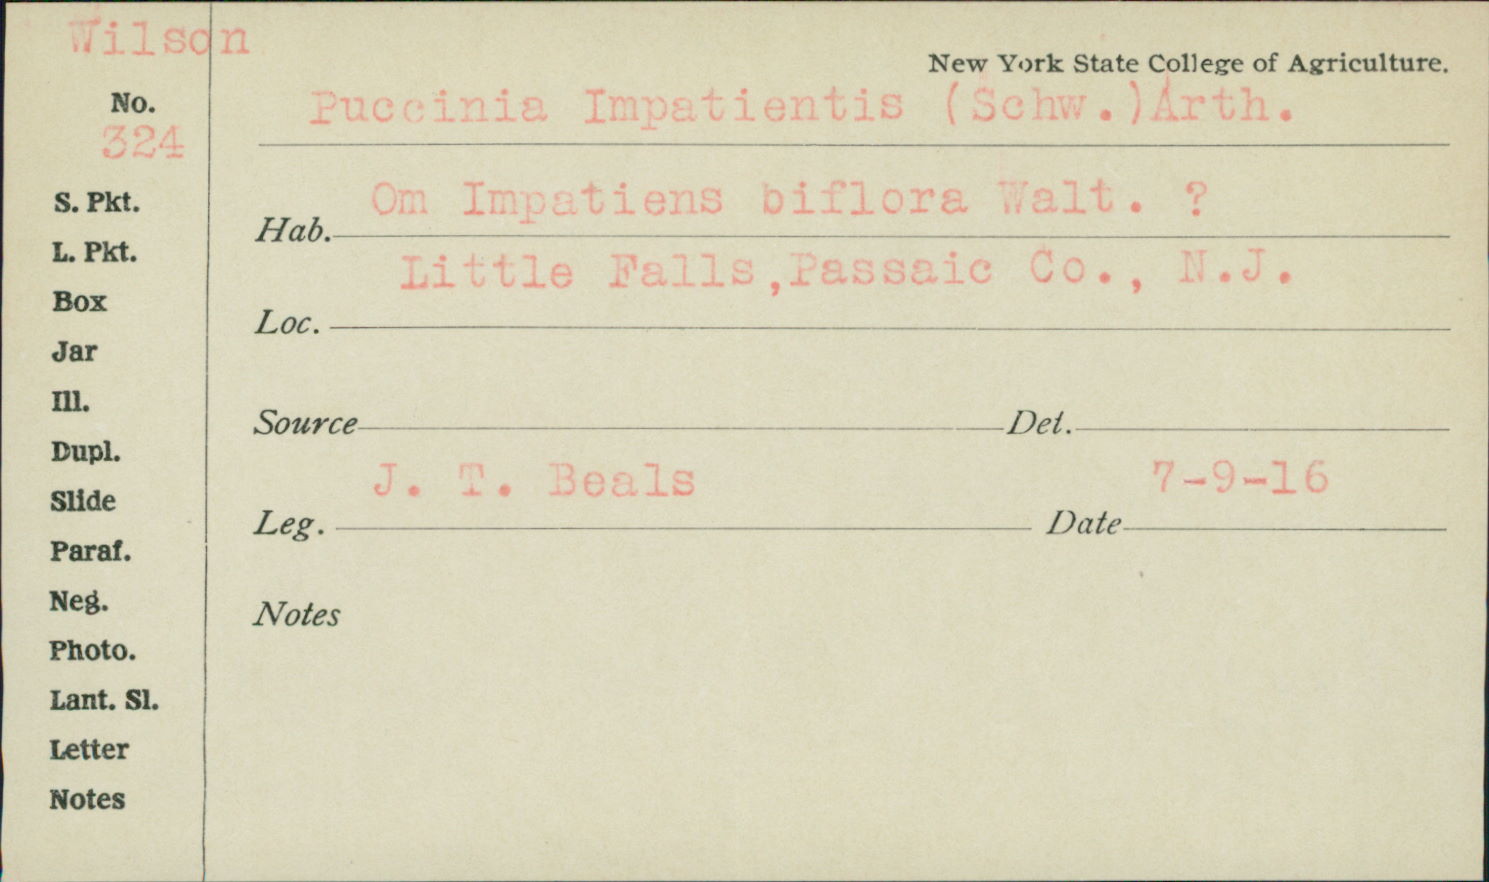 Wilson
New York State College of Agriculture.
No.
324
Puccinia Impatientis (Schw.)Arth.
S. Pkt.
L. Pkt.
Box
Jar
Ill.
Dupl.
Slide
Paraf.
Neg.
Photo.
Lant. Sl.
Letter
Notes
Hab. Om Impatiens biflora Walt. ?
Loc. Little Falls,Passaic Co., N.J.
Source Det.
Leg. J. T. Beals Date 7-9-16
Notes